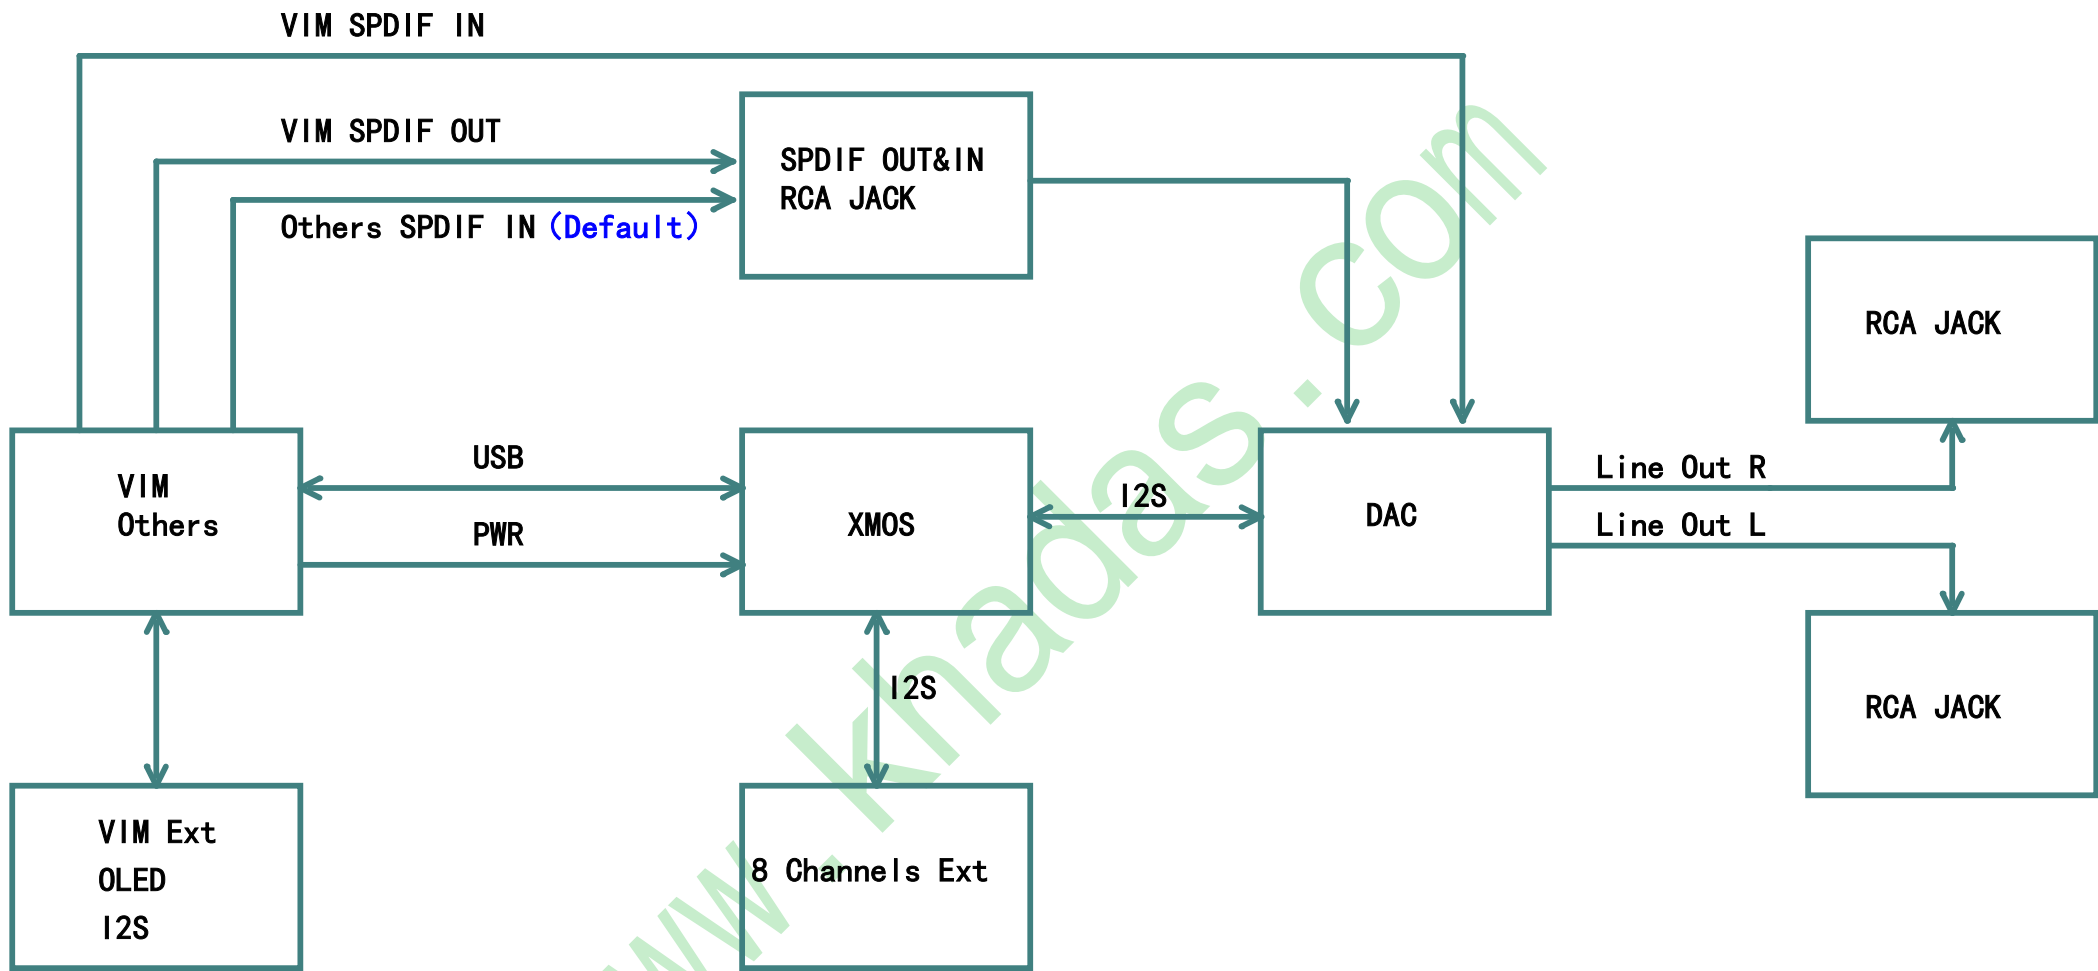 VIM SPDIF IN
VIM SPDIF OUT
SPDIF OUT&IN
RCA JACK
Others SPDIF IN (Default)
RCA JACK
USB
VIM
Others
PWR
XMOS
I2S
DAC
Line Out R
Line Out L
I2S
RCA JACK
VIM Ext
OLED
I2S
8 Channels Ext
www.khadas.com